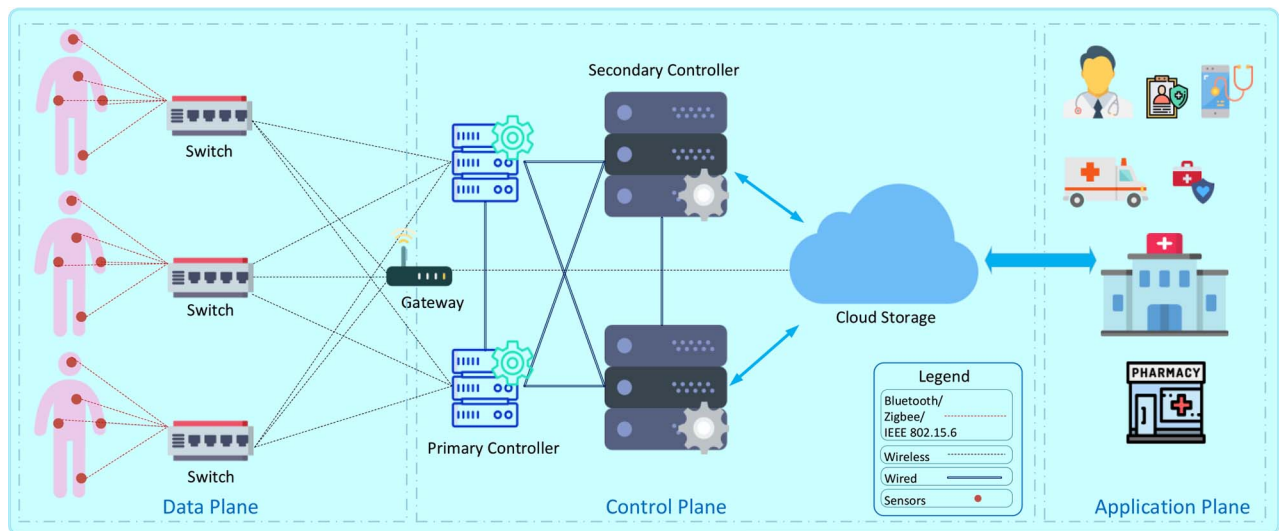 Secondary Controller
Switch
Switch
Gateway
Cloud Storage
Primary Controller
Switch
Legend
Bluetooth/
Zigbee/
IEEE 802.15.6
Wireless
Wired
Sensors
PHARMACY
Data Plane
Control Plane
Application Plane